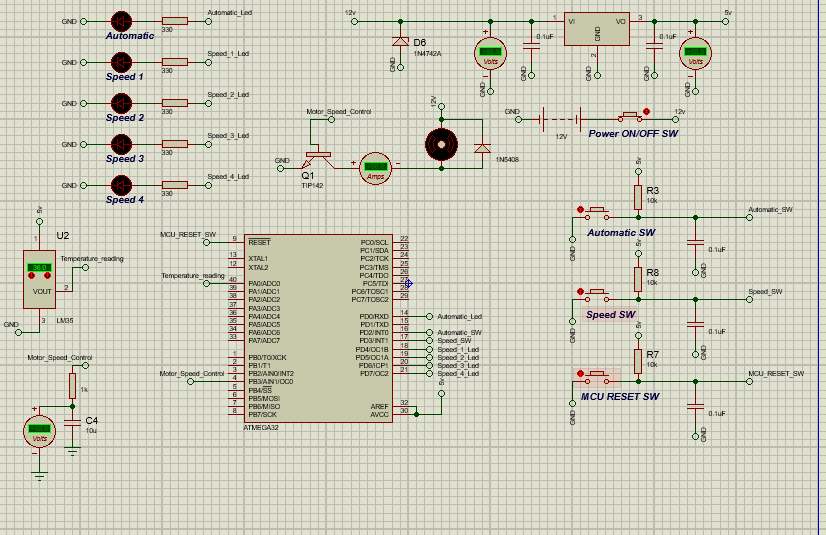 GND
330
Automatic_Led
Automatic
GND
330
Speed_1_Led
Speed 1
GND
330
Speed_2_Led
Speed 2
GND
330
Speed_3_Led
Speed 3
GND
330
Speed_4_Led
Speed 4
12v
D6
1N4742A
GND
Volts
GND
0.1uF
GND
1
VI
VO
3
GND
2
GND
0.1uF
GND
5v
Volts
GND
Motor_Speed_Control
GND
Q1
TIP142
Amps
12V
1N5408
GND
12V
12v
Power ON/OFF SW
5v
R3
10k
Automatic_SW
Automatic SW
GND
0.1uF
GND
5v
R8
10k
Speed_SW
Speed SW
GND
0.1uF
GND
5v
R7
10k
MCU_RESET_SW
MCU RESET SW
GND
0.1uF
GND
5v
U2
1
36.0
VOUT
2
3
LM35
GND
Temperature_reading
Motor_Speed_Control
1k
C4
10u
Volts
MCU_RESET_SW
Temperature_reading
Motor_Speed_Control
9 RESET
13 XTAL1
12 XTAL2
40 PA0/ADC0
39 PA1/ADC1
38 PA2/ADC2
37 PA3/ADC3
36 PA4/ADC4
35 PA5/ADC5
34 PA6/ADC6
33 PA7/ADC7
1 PB0/T0/XCK
2 PB1/T1
3 PB2/AIN0/INT2
4 PB3/AIN1/OC0
5 PB4/SS
6 PB5/MOSI
7 PB6/MISO
8 PB7/SCK
ATMEGA32
PC0/SCL 22
PC1/SDA 23
PC2/TCK 24
PC3/TMS 25
PC4/TDO 26
PC5/TDI
PC6/TOSC1 28
PC7/TOSC2 29
PD0/RXD 14 Automatic_Led
PD1/TXD 15
PD2/INT0 16 Automatic_SW
PD3/INT1 17 Speed_SW
PD4/OC1B 18 Speed_1_Led
PD5/OC1A 19 Speed_2_Led
PD6/ICP1 20 Speed_3_Led
PD7/OC2 21 Speed_4_Led
5v
AREF 32
AVCC 30